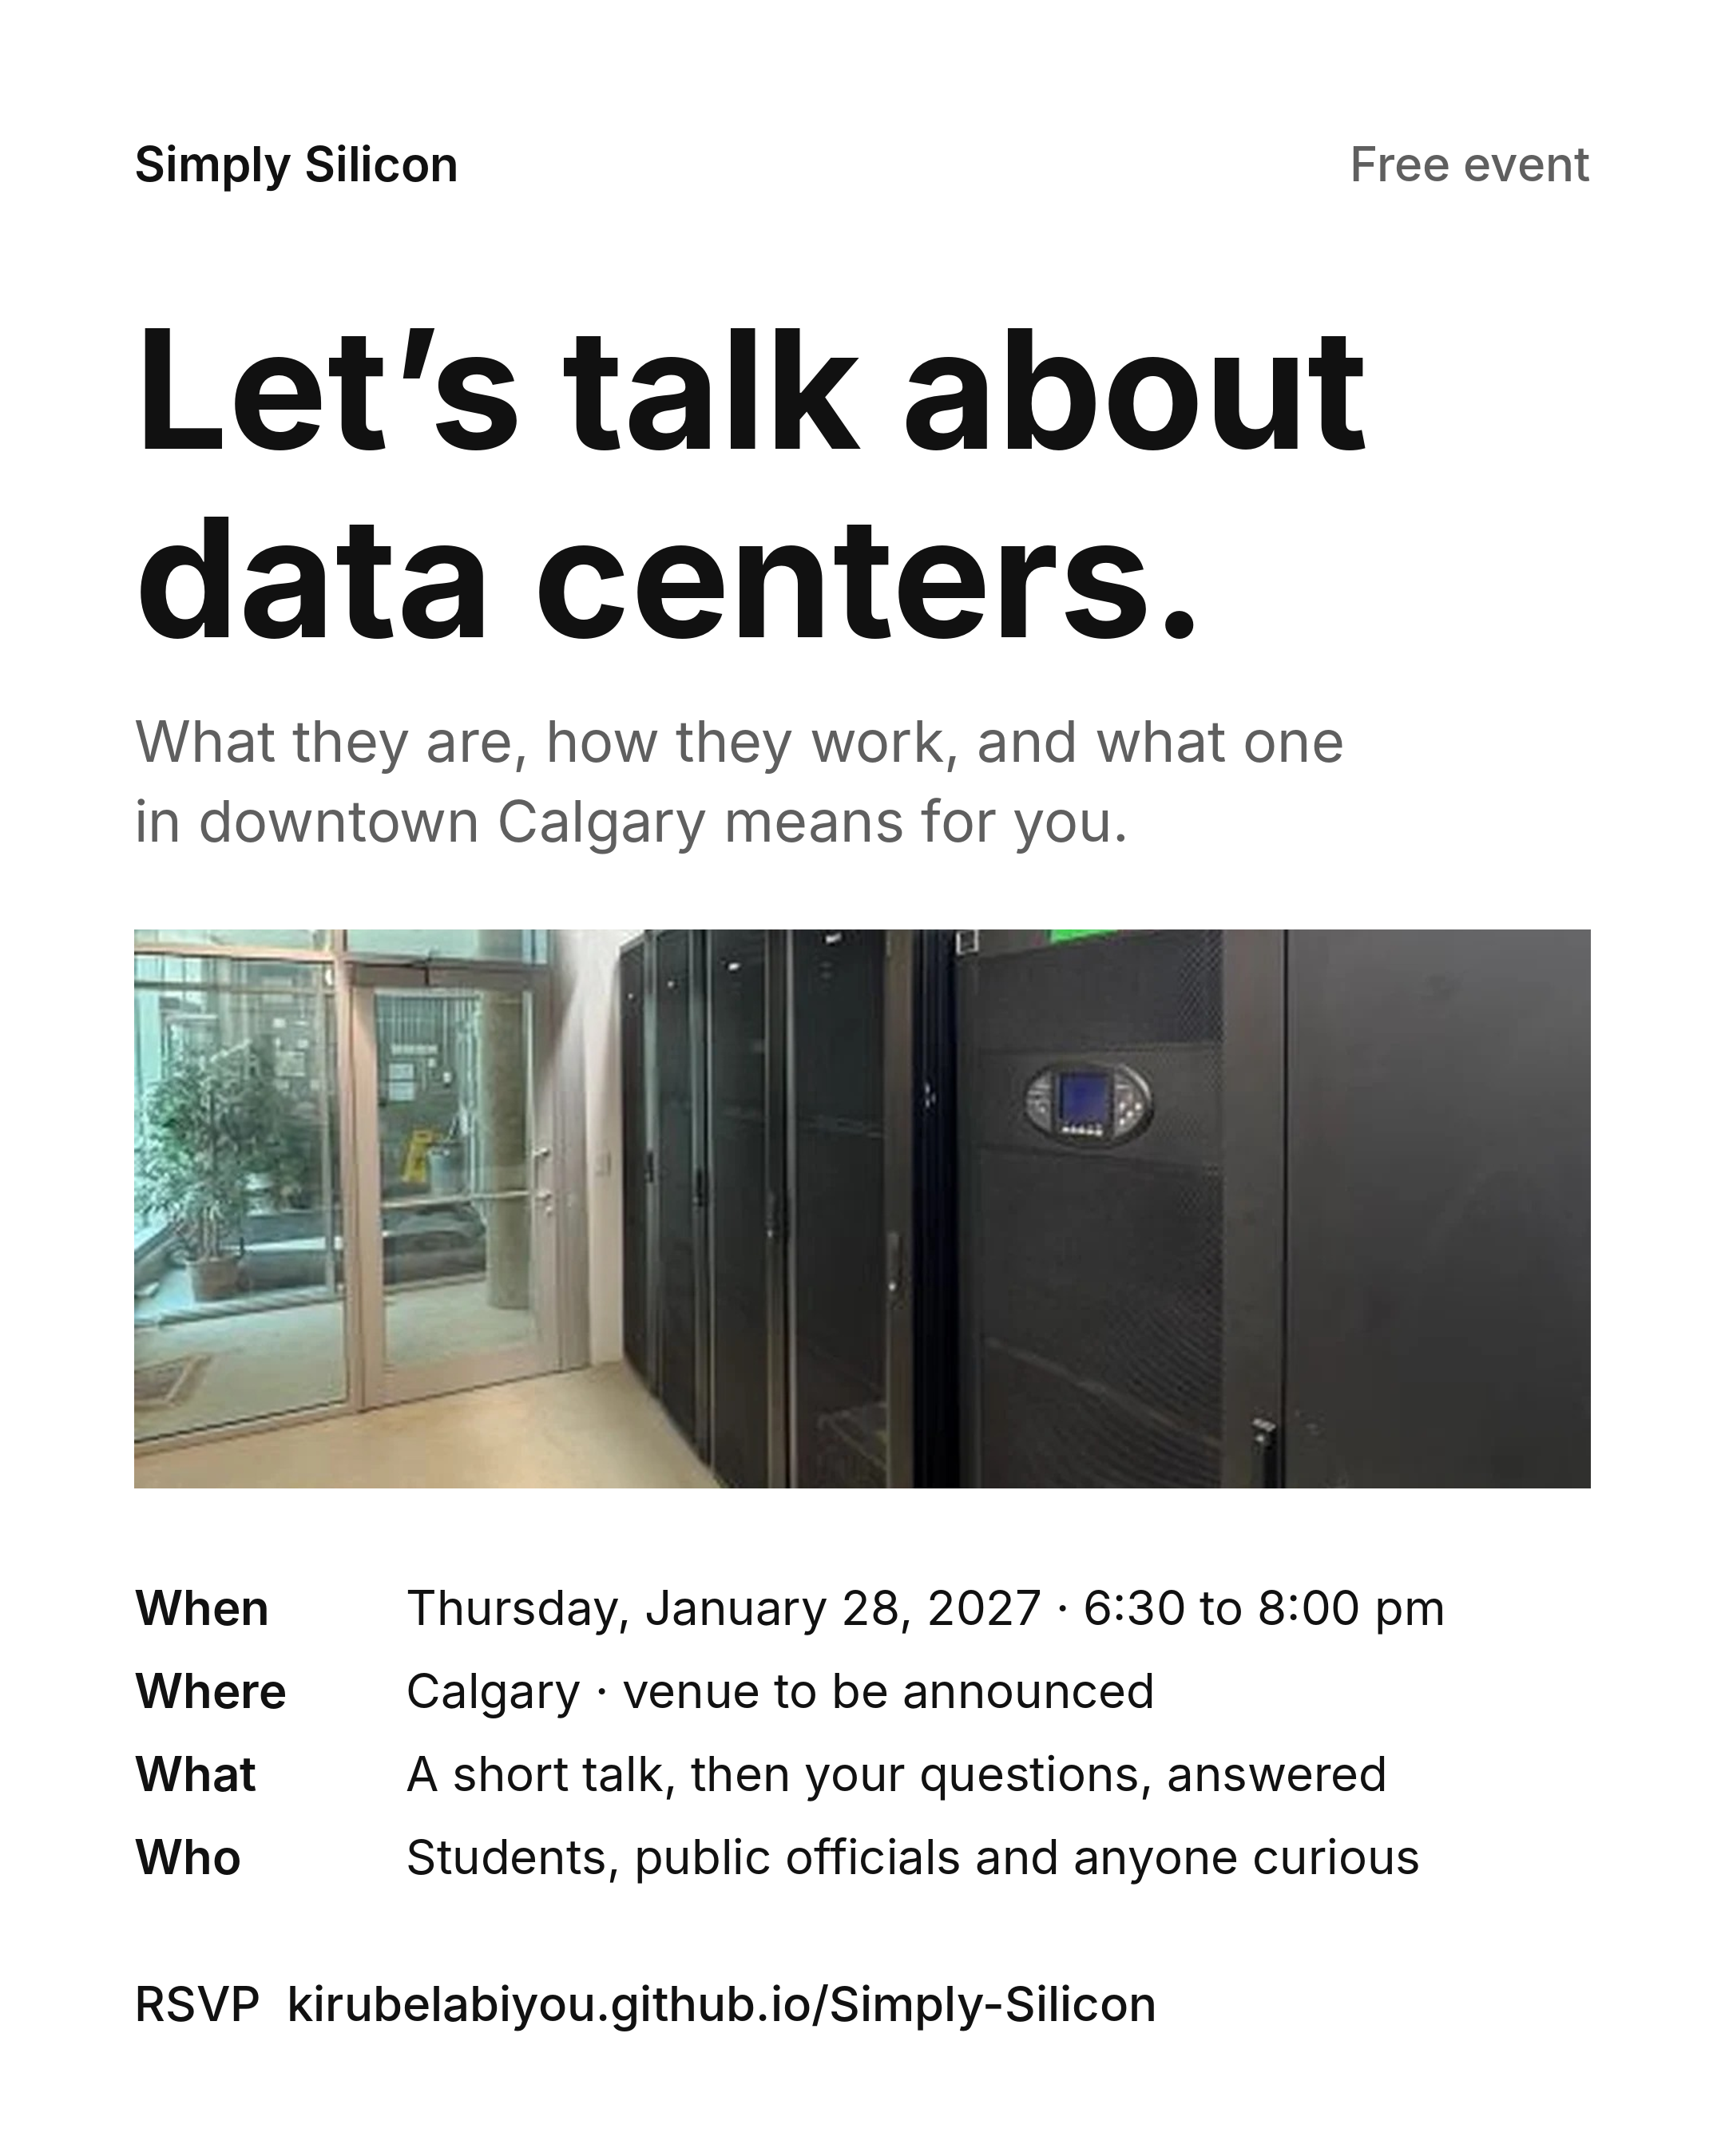 Simply Silicon
Free event
Let’s talk about
data centers.
What they are, how they work, and what one
in downtown Calgary means for you.
When Thursday, January 28, 2027 · 6:30 to 8:00 pm
Where Calgary · venue to be announced
What A short talk, then your questions, answered
Who Students, public officials and anyone curious
RSVP kirubelabiyou.github.io/Simply-Silicon